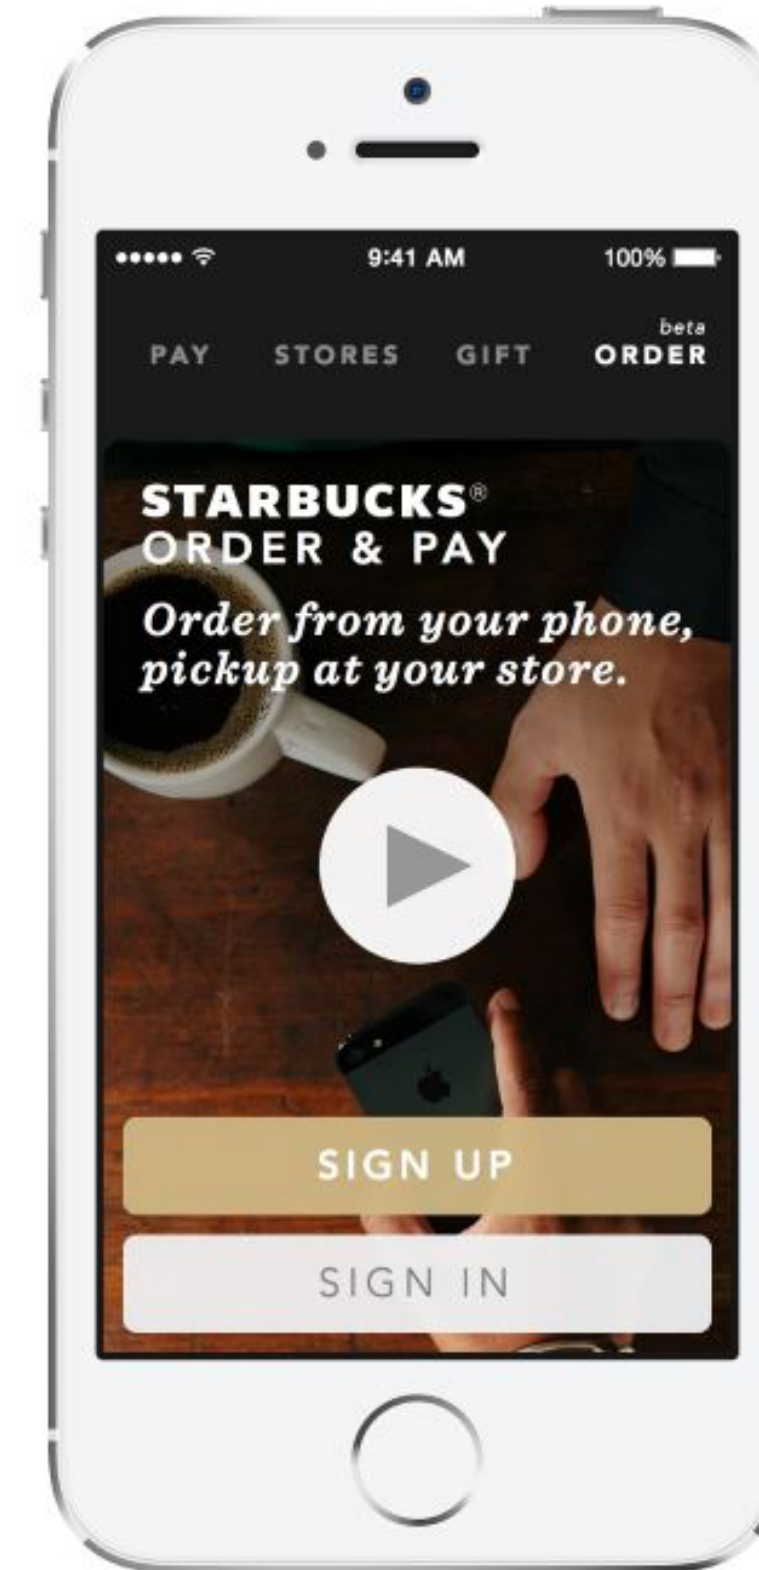 9:41 AM 100%
beta
PAY STORES GIFT ORDER
STARBUCKS®
ORDER & PAY
Order from your phone,
pickup at your store.
SIGN UP
SIGN IN